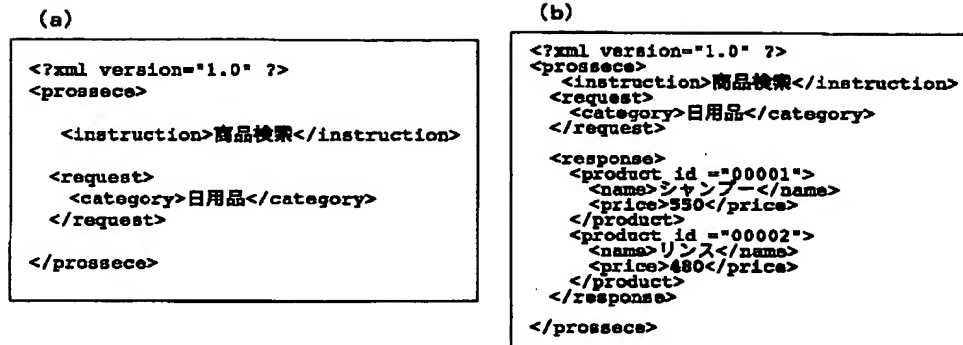 (a)
<?xml version="1.0" ?>
<prossece>
<instruction>商品検索</instruction>
<request>
<category>日用品</category>
</request>
</prossece>
(b)
<?xml version="1.0" ?>
<prossece>
<instruction>商品検索</instruction>
<request>
<category>日用品</category>
</request>
<response>
<product id ="00001">
<name>シャンプー</name>
<price>550</price>
</product>
<product id ="00002">
<name>リンス</name>
<price>480</price>
</product>
</response>
</prossece>